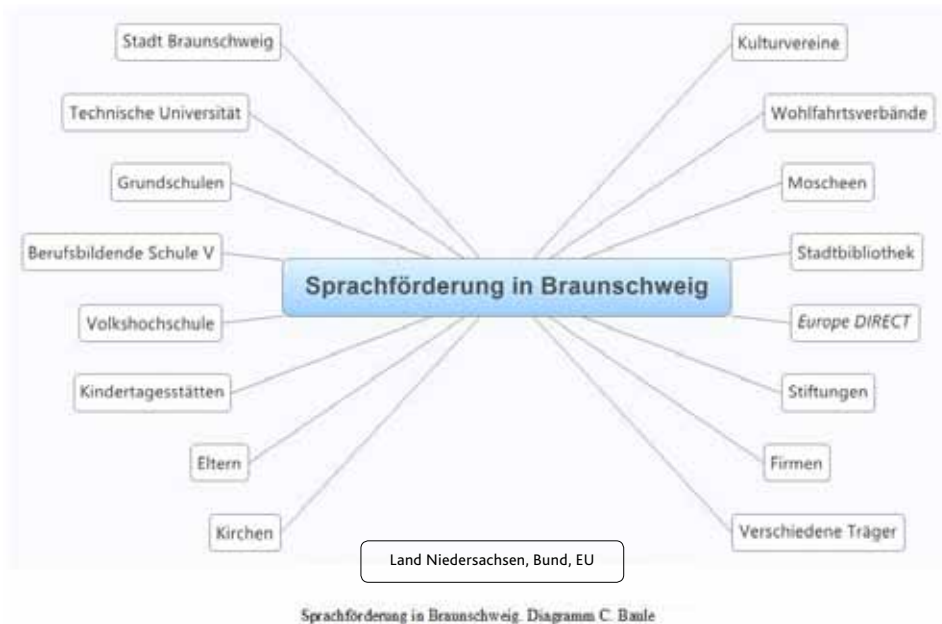 Stadt Braunschweig
Technische Universität
Grundschulen
Berufsbildende Schule V
Volkshochschule
Kindertagesstätten
Eltern
Kirchen
Sprachförderung in Braunschweig
Kulturvereine
Wohlfahrtsverbände
Moscheen
Stadtbibliothek
Europe DIRECT
Stiftungen
Firmen
Verschiedene Träger
Land Niedersachsen, Bund, EU
Sprachförderung in Braunschweig. Diagramm C. Baule